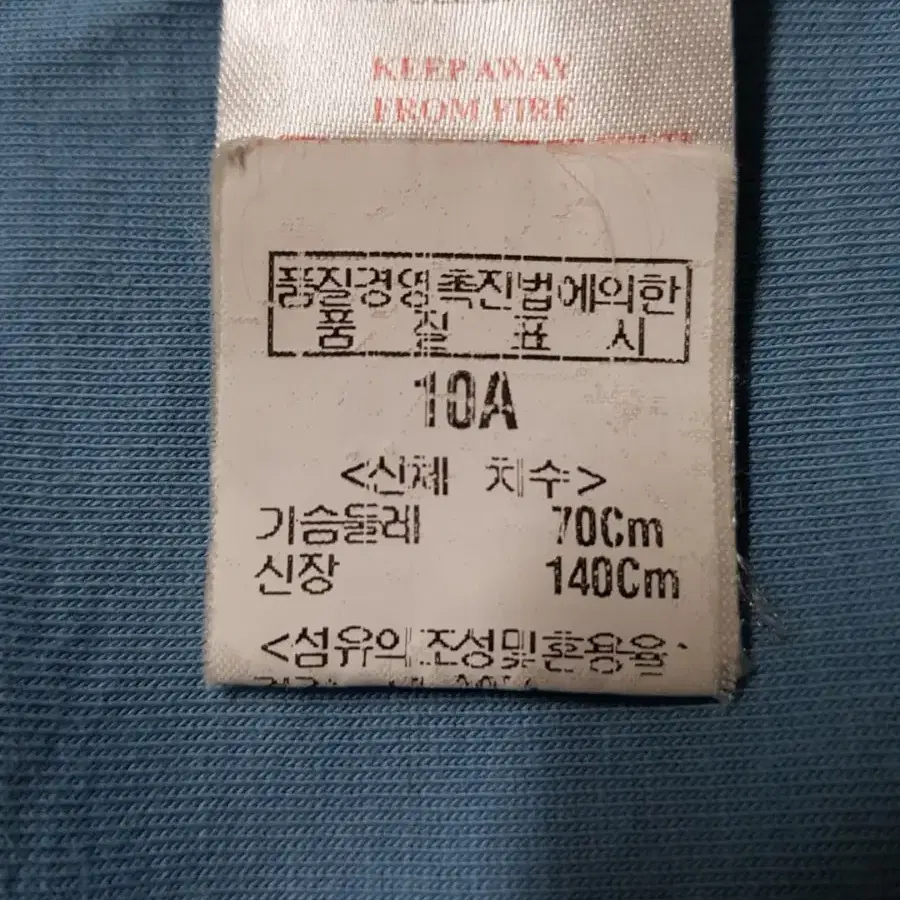 KEEP AWAY
FROM FIRE
품질경영촉진법에의한
품 질 표 시
10A
<신체 치수>
가슴둘레 70Cm
신장 140Cm
<섬유의 조성및혼용율